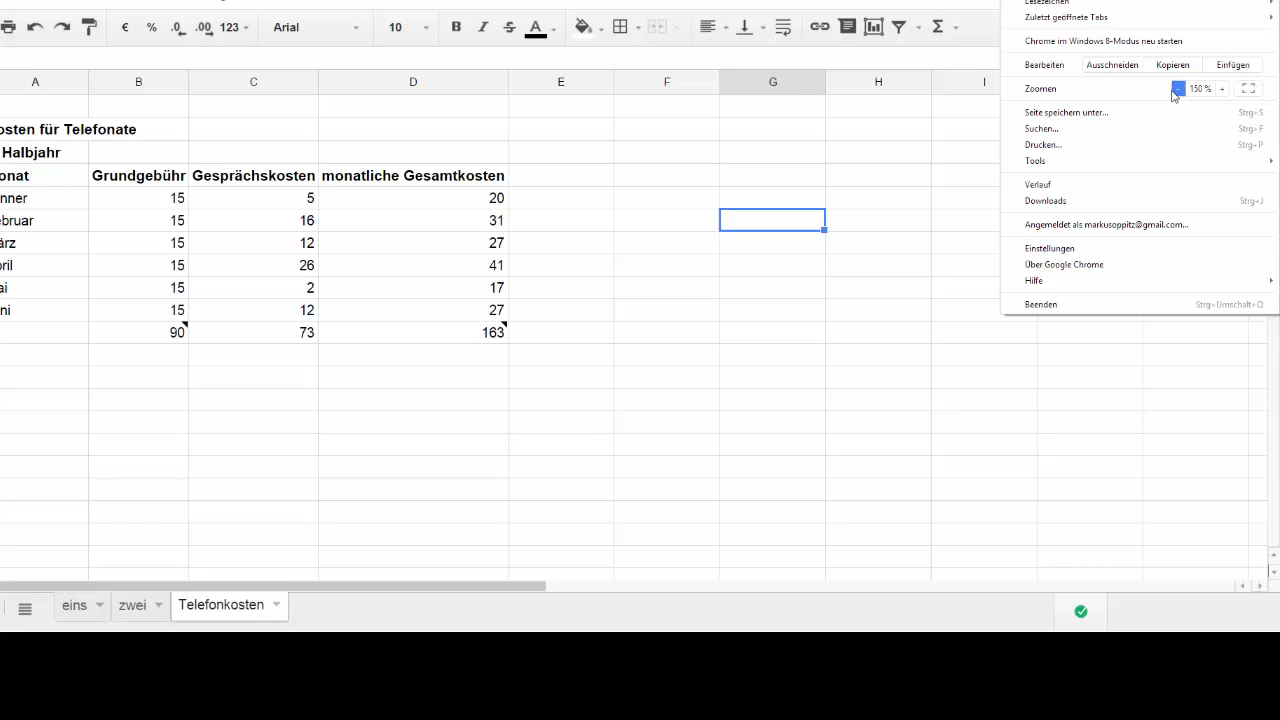 Lesezeichen
Zuletzt geöffnete Tabs
€ % .0 .00 123 Arial 10 B I S A Σ
Chrome im Windows 8-Modus neu starten
Bearbeiten Ausschneiden Kopieren Einfügen
A B C D E F G H I
Zoomen - 150 % +
Seite speichern unter... Strg+S
Suchen... Strg+F
Drucken... Strg+P
Tools
Verlauf
Downloads Strg+J
Angemeldet als markusoppitz@gmail.com...
Einstellungen
Über Google Chrome
Hilfe
Beenden Strg+Umschalt+Q
osten für Telefonate
Halbjahr
onat Grundgebühr Gesprächskosten monatliche Gesamtkosten
nner 15 5 20
ebruar 15 16 31
ärz 15 12 27
pril 15 26 41
ai 15 2 17
ni 15 12 27
90 73 163
eins zwei Telefonkosten